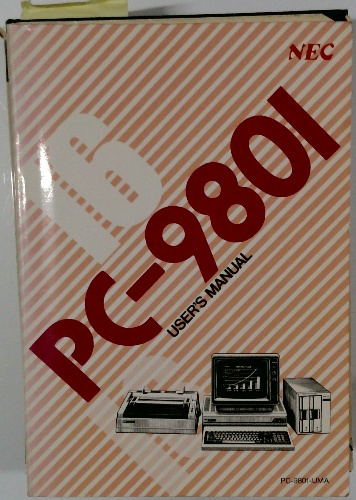 NEC
16
PC-9801
USER'S MANUAL
PC-9801-UMA